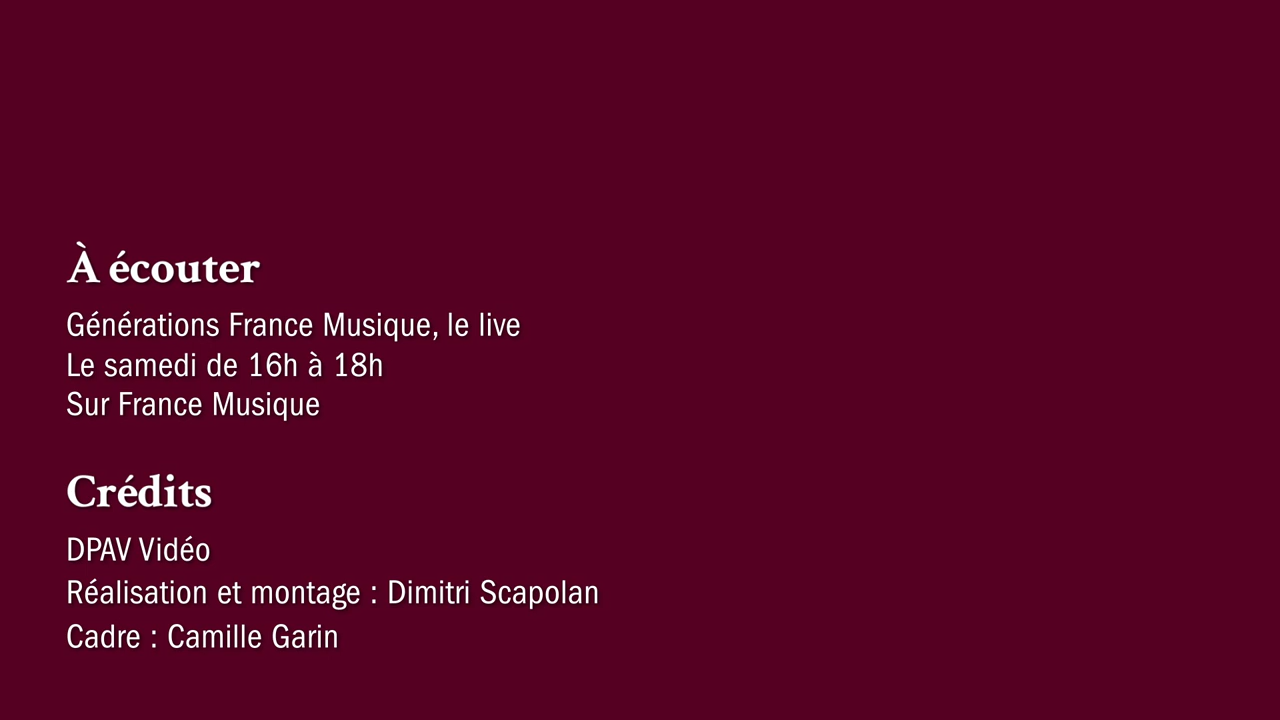 À écouter
Générations France Musique, le live
Le samedi de 16h à 18h
Sur France Musique
Crédits
DPAV Vidéo
Réalisation et montage : Dimitri Scapolan
Cadre : Camille Garin